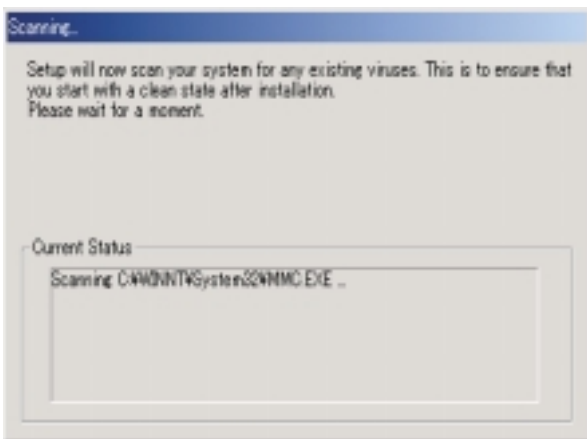 Scanning...
Setup will now scan your system for any existing viruses. This is to ensure that
you start with a clean state after installation.
Please wait for a moment.
Current Status
Scanning C:¥WINNT¥System32¥MMC.EXE ...